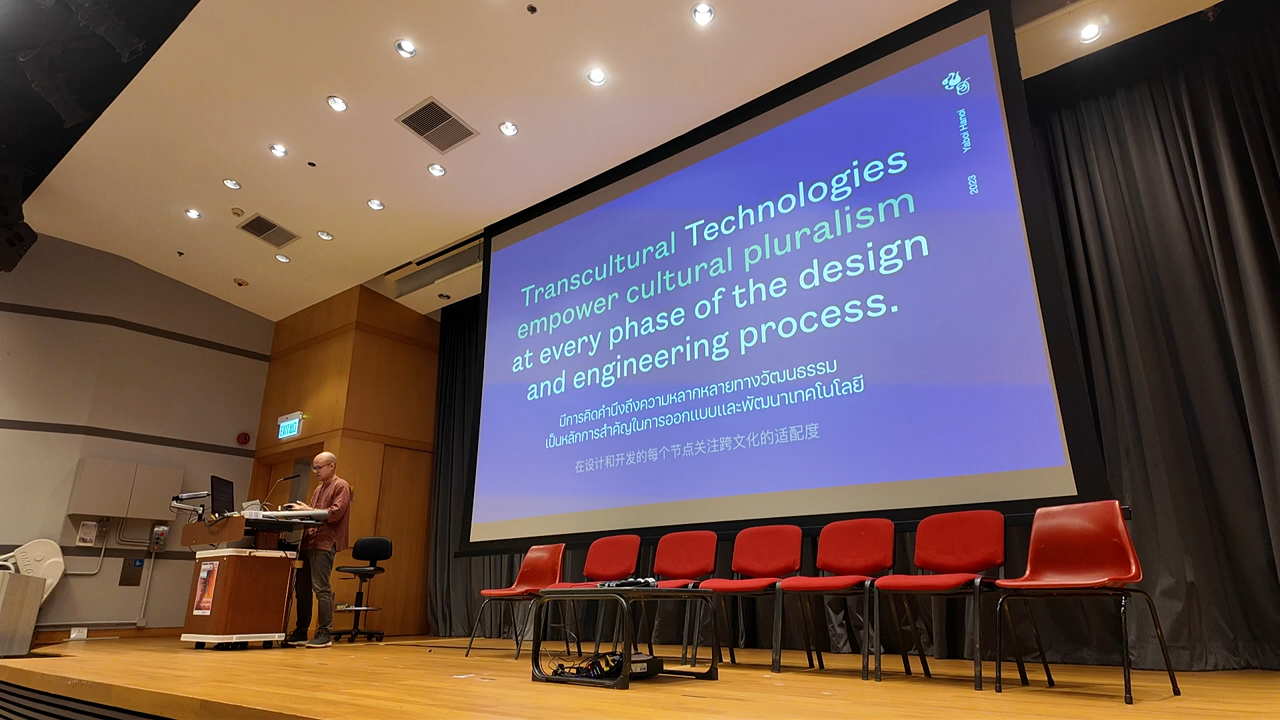 Transcultural Technologies
empower cultural pluralism
at every phase of the design
and engineering process.
มีการคิดคำนึงถึงความหลากหลายทางวัฒนธรรม
เป็นหลักการสำคัญในการออกแบบและพัฒนาเทคโนโลยี
在设计和开发的每个节点关注跨文化的适配度
Yaboi Hanoi
2023